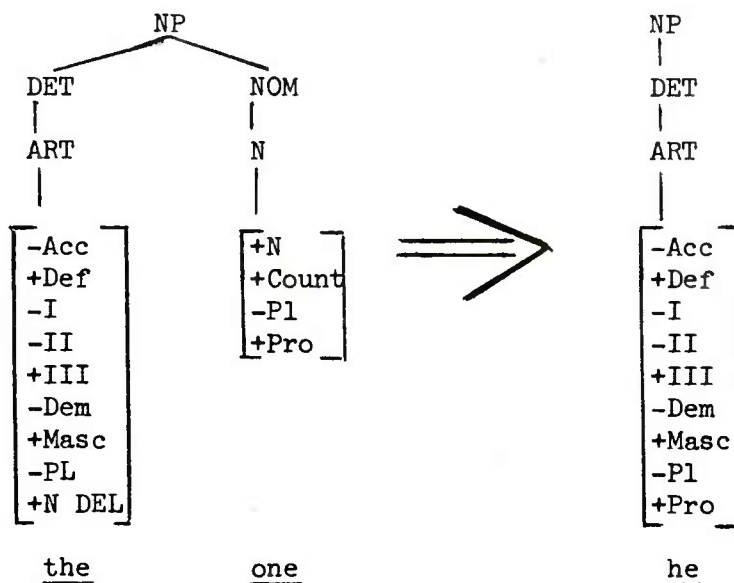 NP NP
DET NOM DET
ART N ART
-Acc +N -Acc
+Def +Count +Def
-I -Pl -I
-II +Pro -II
+III +III
-Dem -Dem
+Masc +Masc
-PL -Pl
+N DEL +Pro
the one he